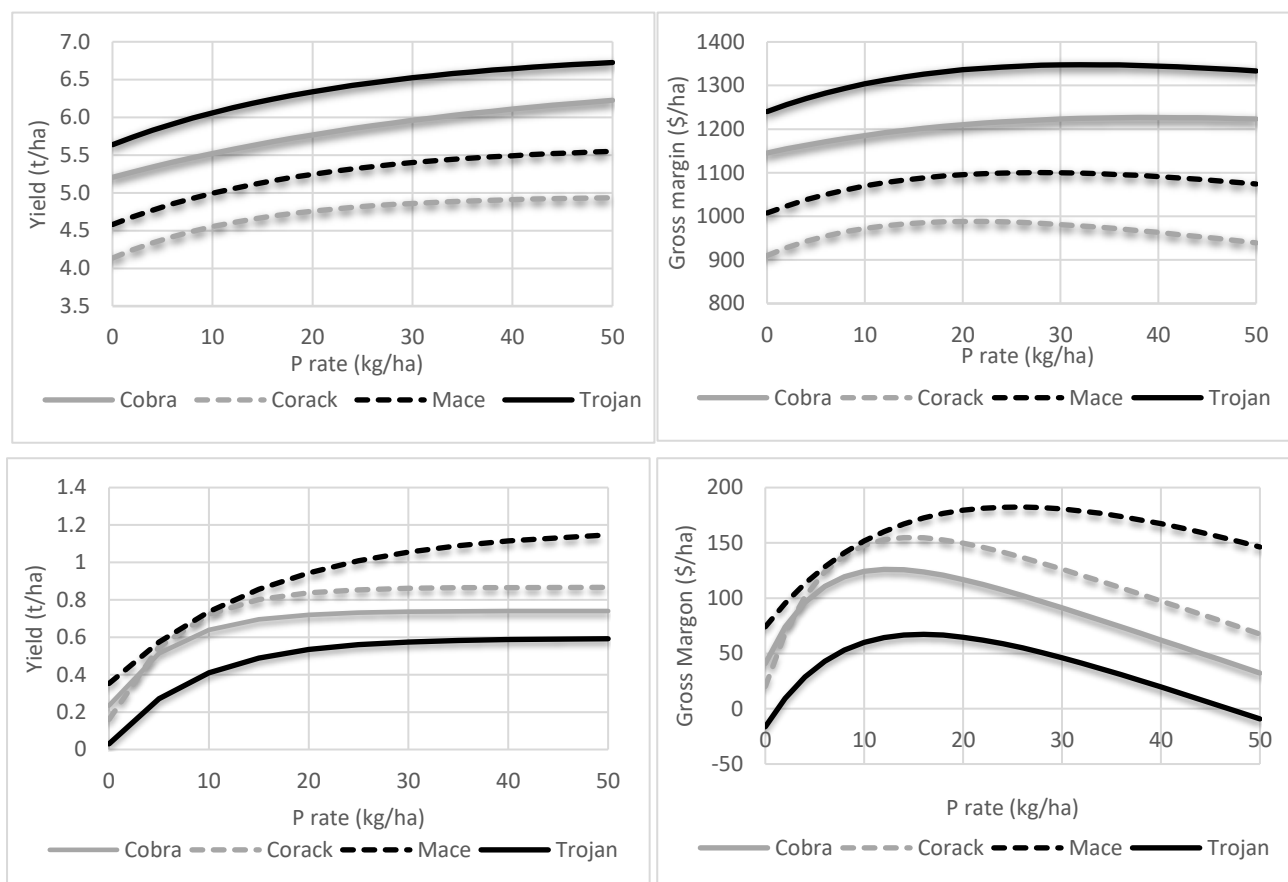 7.0
6.5
6.0
5.5
5.0
4.5
4.0
3.5
Yield (t/ha)
0 10 20 30 40 50
P rate (kg/ha)
Cobra Corack Mace Trojan
1400
1300
1200
1100
1000
900
800
Gross margin ($/ha)
0 10 20 30 40 50
P rate (kg/ha)
Cobra Corack Mace Trojan
1.4
1.2
1
0.8
0.6
0.4
0.2
0
Yield (t/ha)
0 10 20 30 40 50
P rate (kg/ha)
Cobra Corack Mace Trojan
200
150
100
50
0
-50
Gross Margon ($/ha)
0 10 20 30 40 50
P rate (kg/ha)
Cobra Corack Mace Trojan